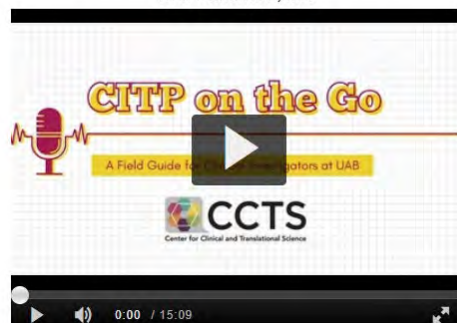 CITP on the Go
A Field Guide for Investigators at UAB
CCTS
Center for Clinical and Translational Science
0:00 / 15:09